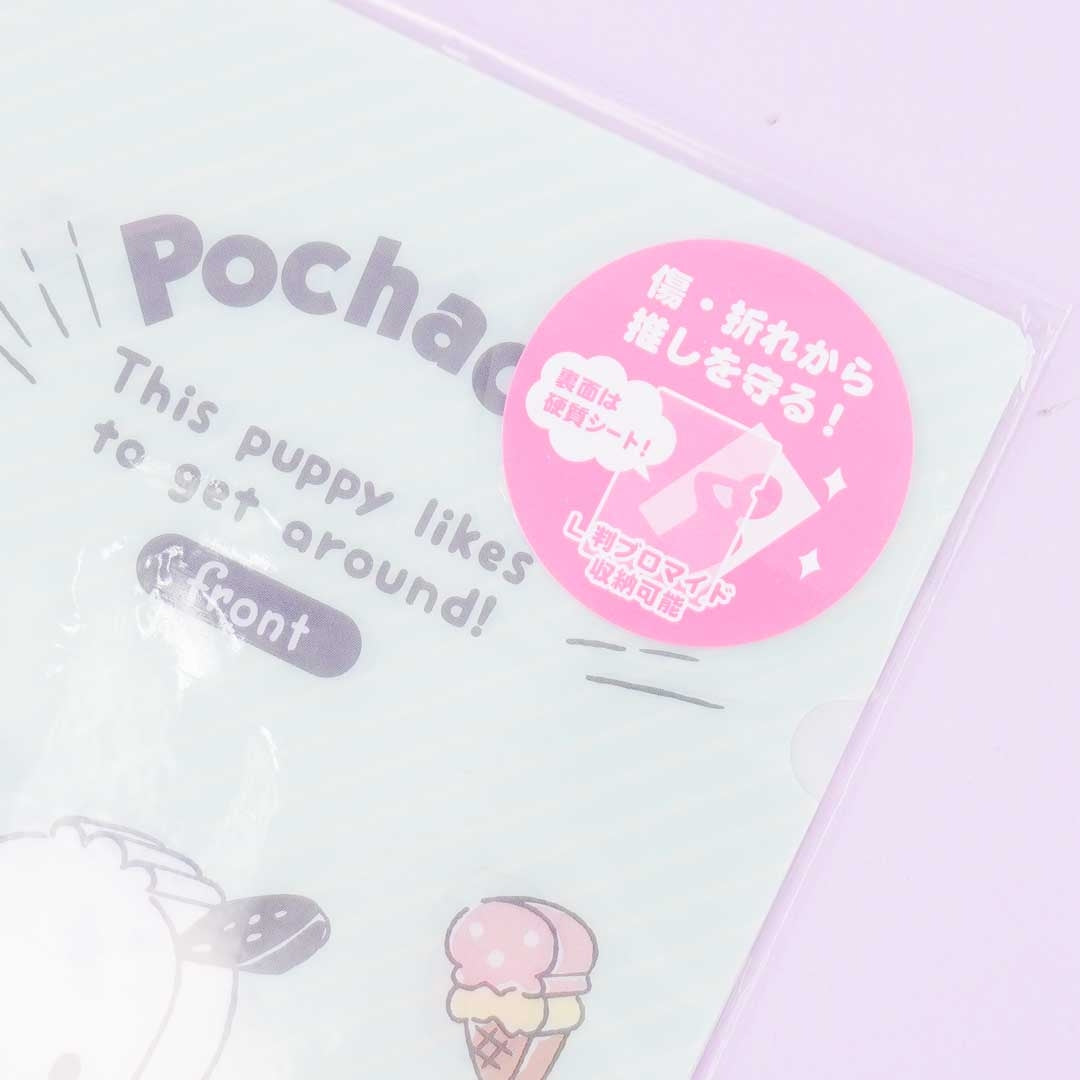 Pochac
This puppy likes
to get around!
front
傷・折れから
推しを守る!
裏面は
硬質シート!
L判ブロマイド
収納可能